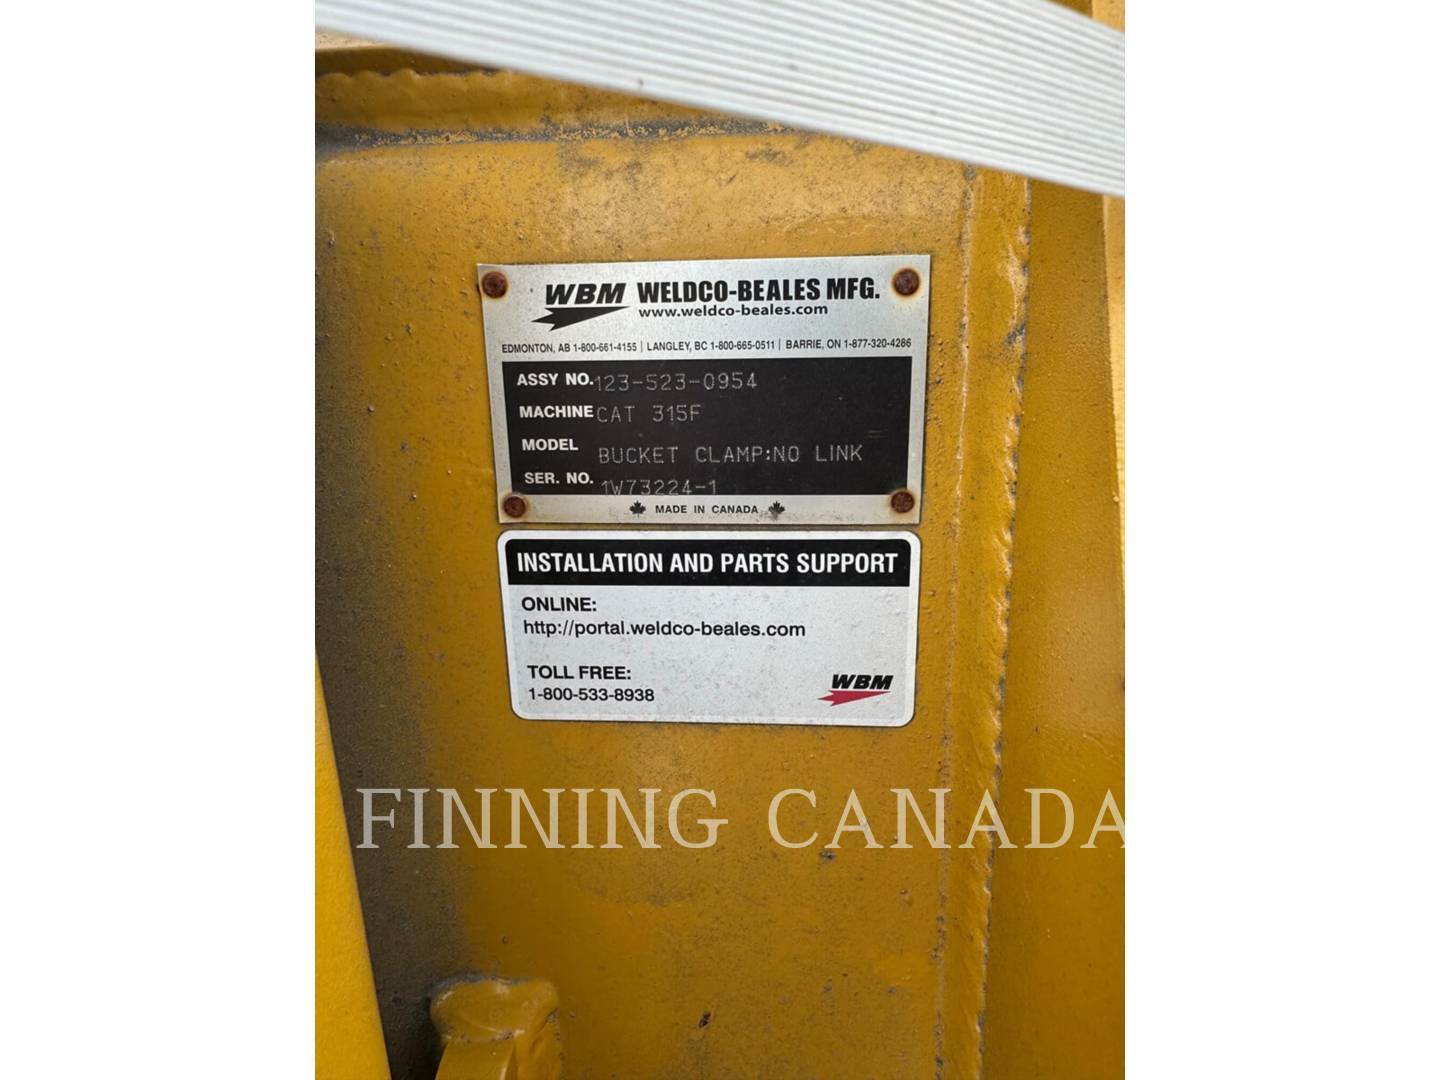 WBM WELDCO-BEALES MFG.
www.weldco-beales.com
EDMONTON, AB 1-800-661-4155 | LANGLEY, BC 1-800-665-0511 | BARRIE, ON 1-877-320-4286
ASSY NO. 123-523-0954
MACHINE CAT 315F
MODEL BUCKET CLAMP:NO LINK
SER. NO. 1W73224-1
MADE IN CANADA
INSTALLATION AND PARTS SUPPORT
ONLINE:
http://portal.weldco-beales.com
TOLL FREE:
1-800-533-8938
WBM
FINNING CANADA